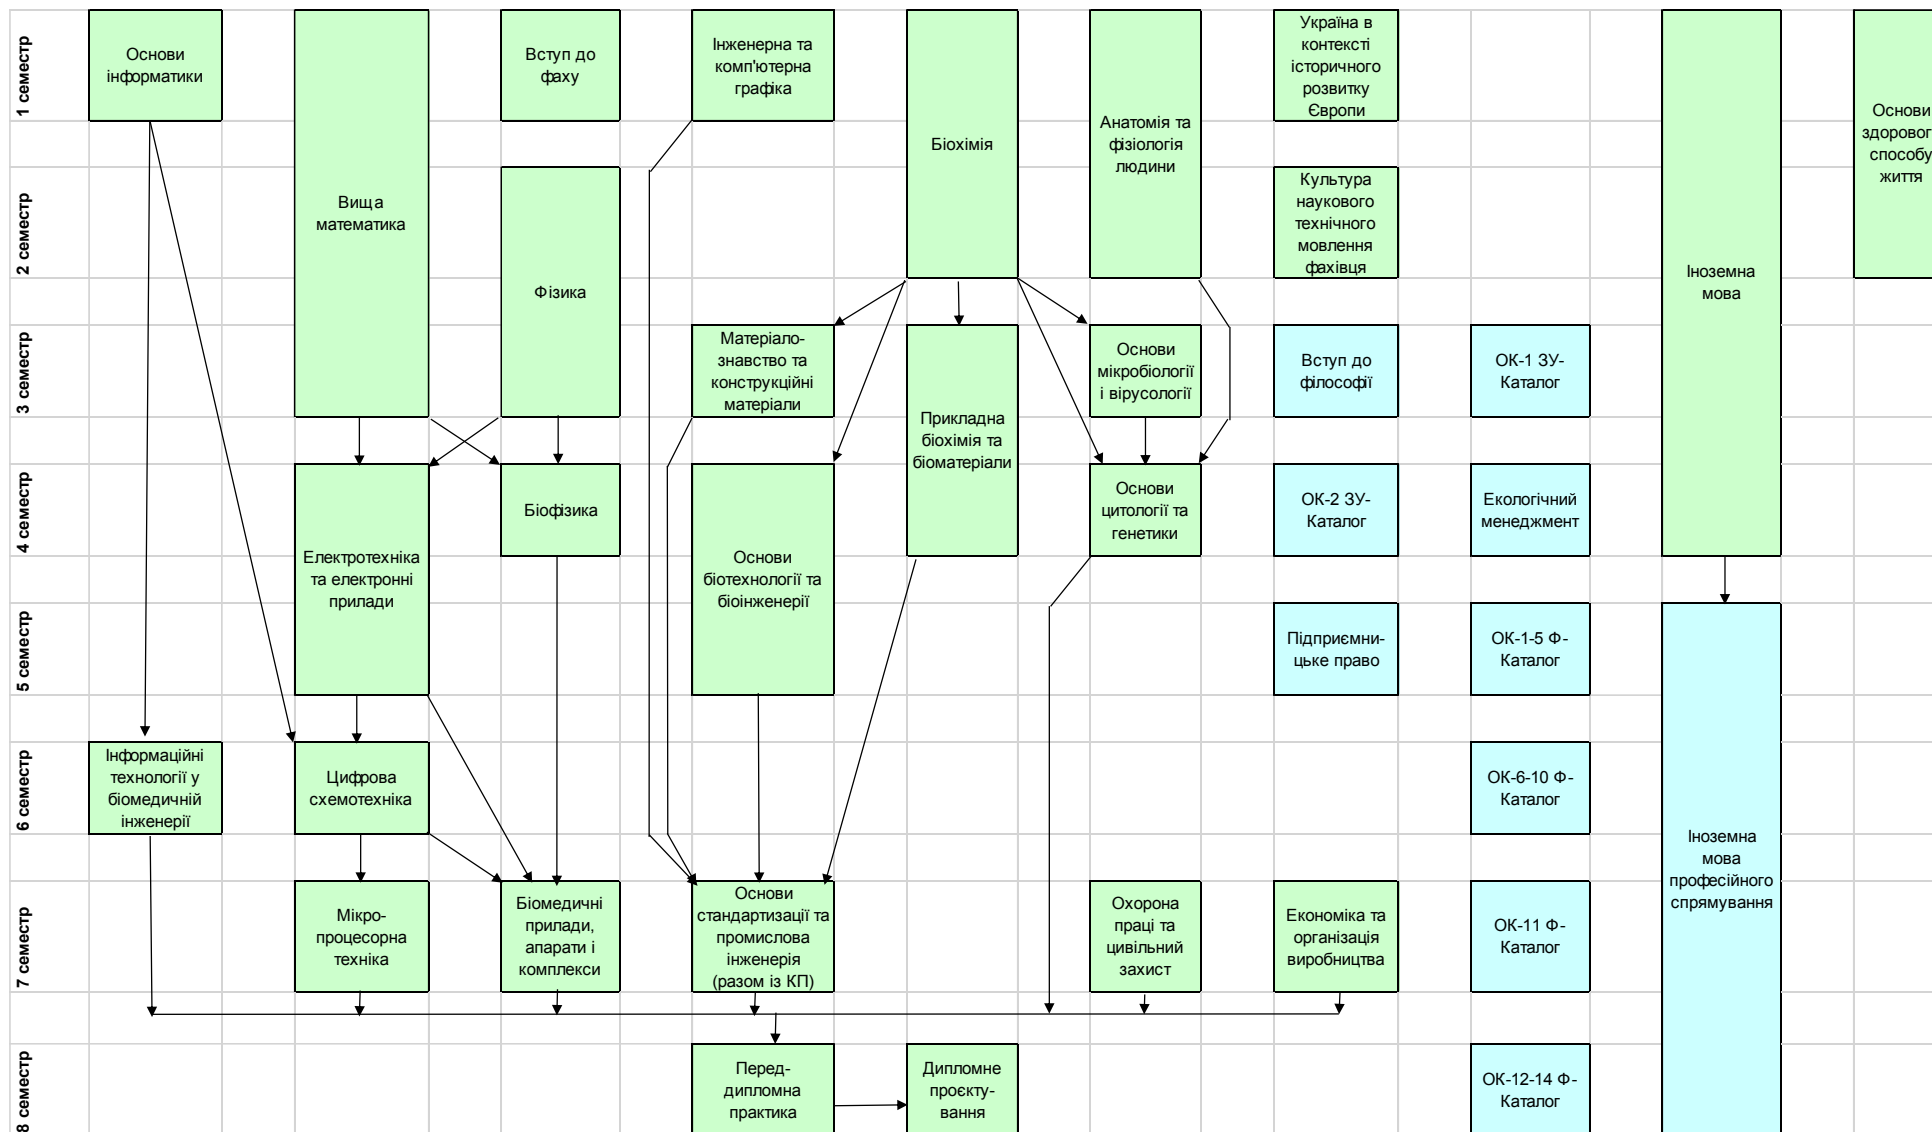 1 семестр
Основи
інформатики
Вища
математика
Вступ до
фаху
Інженерна та
комп'ютерна
графіка
Біохімія
Анатомія та
фізіологія
людини
Україна в
контексті
історичного
розвитку
Європи
Іноземна
мова
Основи
здоровог
способу
життя
2 семестр
Фізика
Культура
наукового
технічного
мовлення
фахівця
3 семестр
Матеріало-
знавство та
конструкційні
матеріали
Прикладна
біохімія та
біоматеріали
Основи
мікробіології
і вірусології
Вступ до
філософії
ОК-1 ЗУ-
Каталог
4 семестр
Електротехніка
та електронні
прилади
Біофізика
Основи
біотехнології та
біоінженерії
Основи
цитології та
генетики
ОК-2 ЗУ-
Каталог
Екологічний
менеджмент
5 семестр
Підприємни-
цьке право
ОК-1-5 Ф-
Каталог
Іноземна
мова
професійного
спрямування
6 семестр
Інформаційні
технології у
біомедичній
інженерії
Цифрова
схемотехніка
ОК-6-10 Ф-
Каталог
7 семестр
Мікро-
процесорна
техніка
Біомедичні
прилади,
апарати і
комплекси
Основи
стандартизації та
промислова
інженерія
(разом із КП)
Охорона
праці та
цивільний
захист
Економіка та
організація
виробництва
ОК-11 Ф-
Каталог
8 семестр
Перед-
дипломна
практика
Дипломне
проєкту-
вання
ОК-12-14 Ф-
Каталог